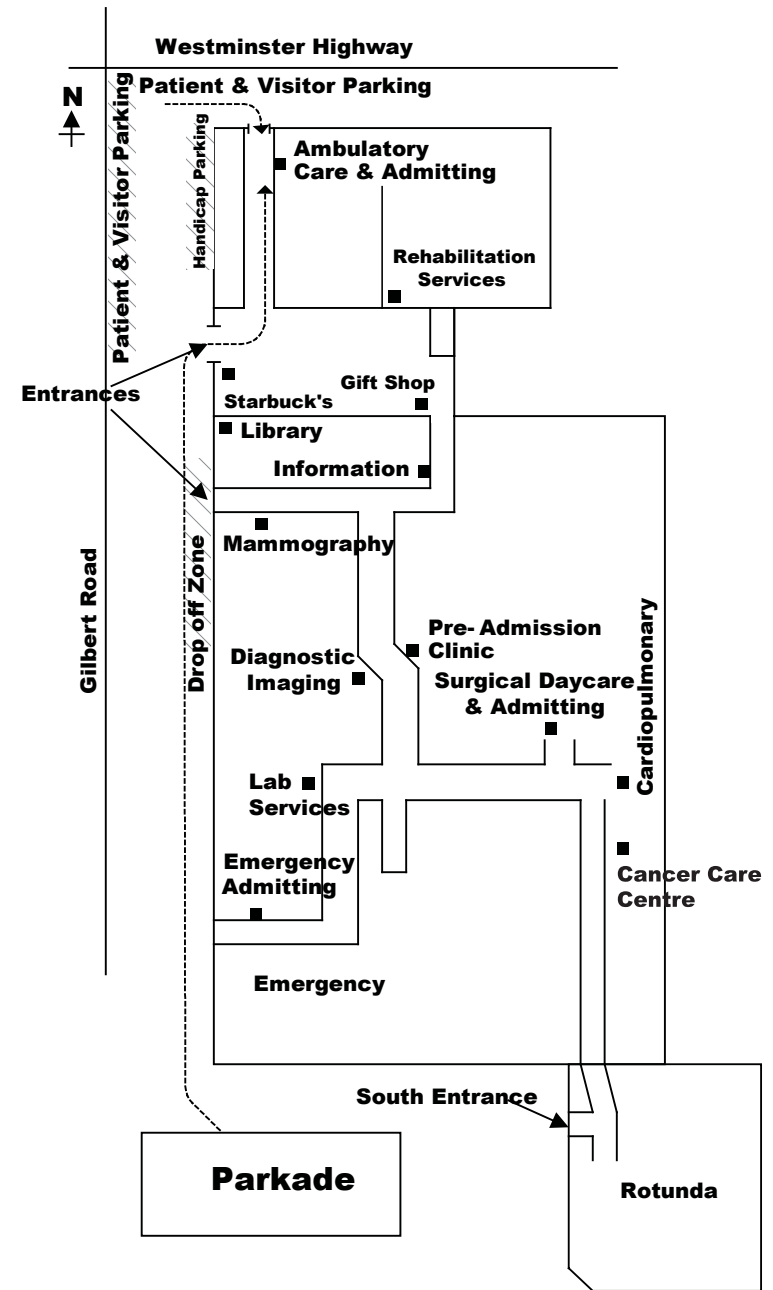 Westminster Highway
Patient & Visitor Parking
N
Patient & Visitor Parking
Handicap Parking
Ambulatory
Care & Admitting
Rehabilitation
Services
Entrances
Gift Shop
Starbuck's
Library
Information
Mammography
Gilbert Road
Drop off Zone
Pre- Admission
Clinic
Diagnostic
Imaging
Surgical Daycare
& Admitting
Cardiopulmonary
Lab
Services
Emergency
Admitting
Cancer Care
Centre
Emergency
South Entrance
Parkade
Rotunda